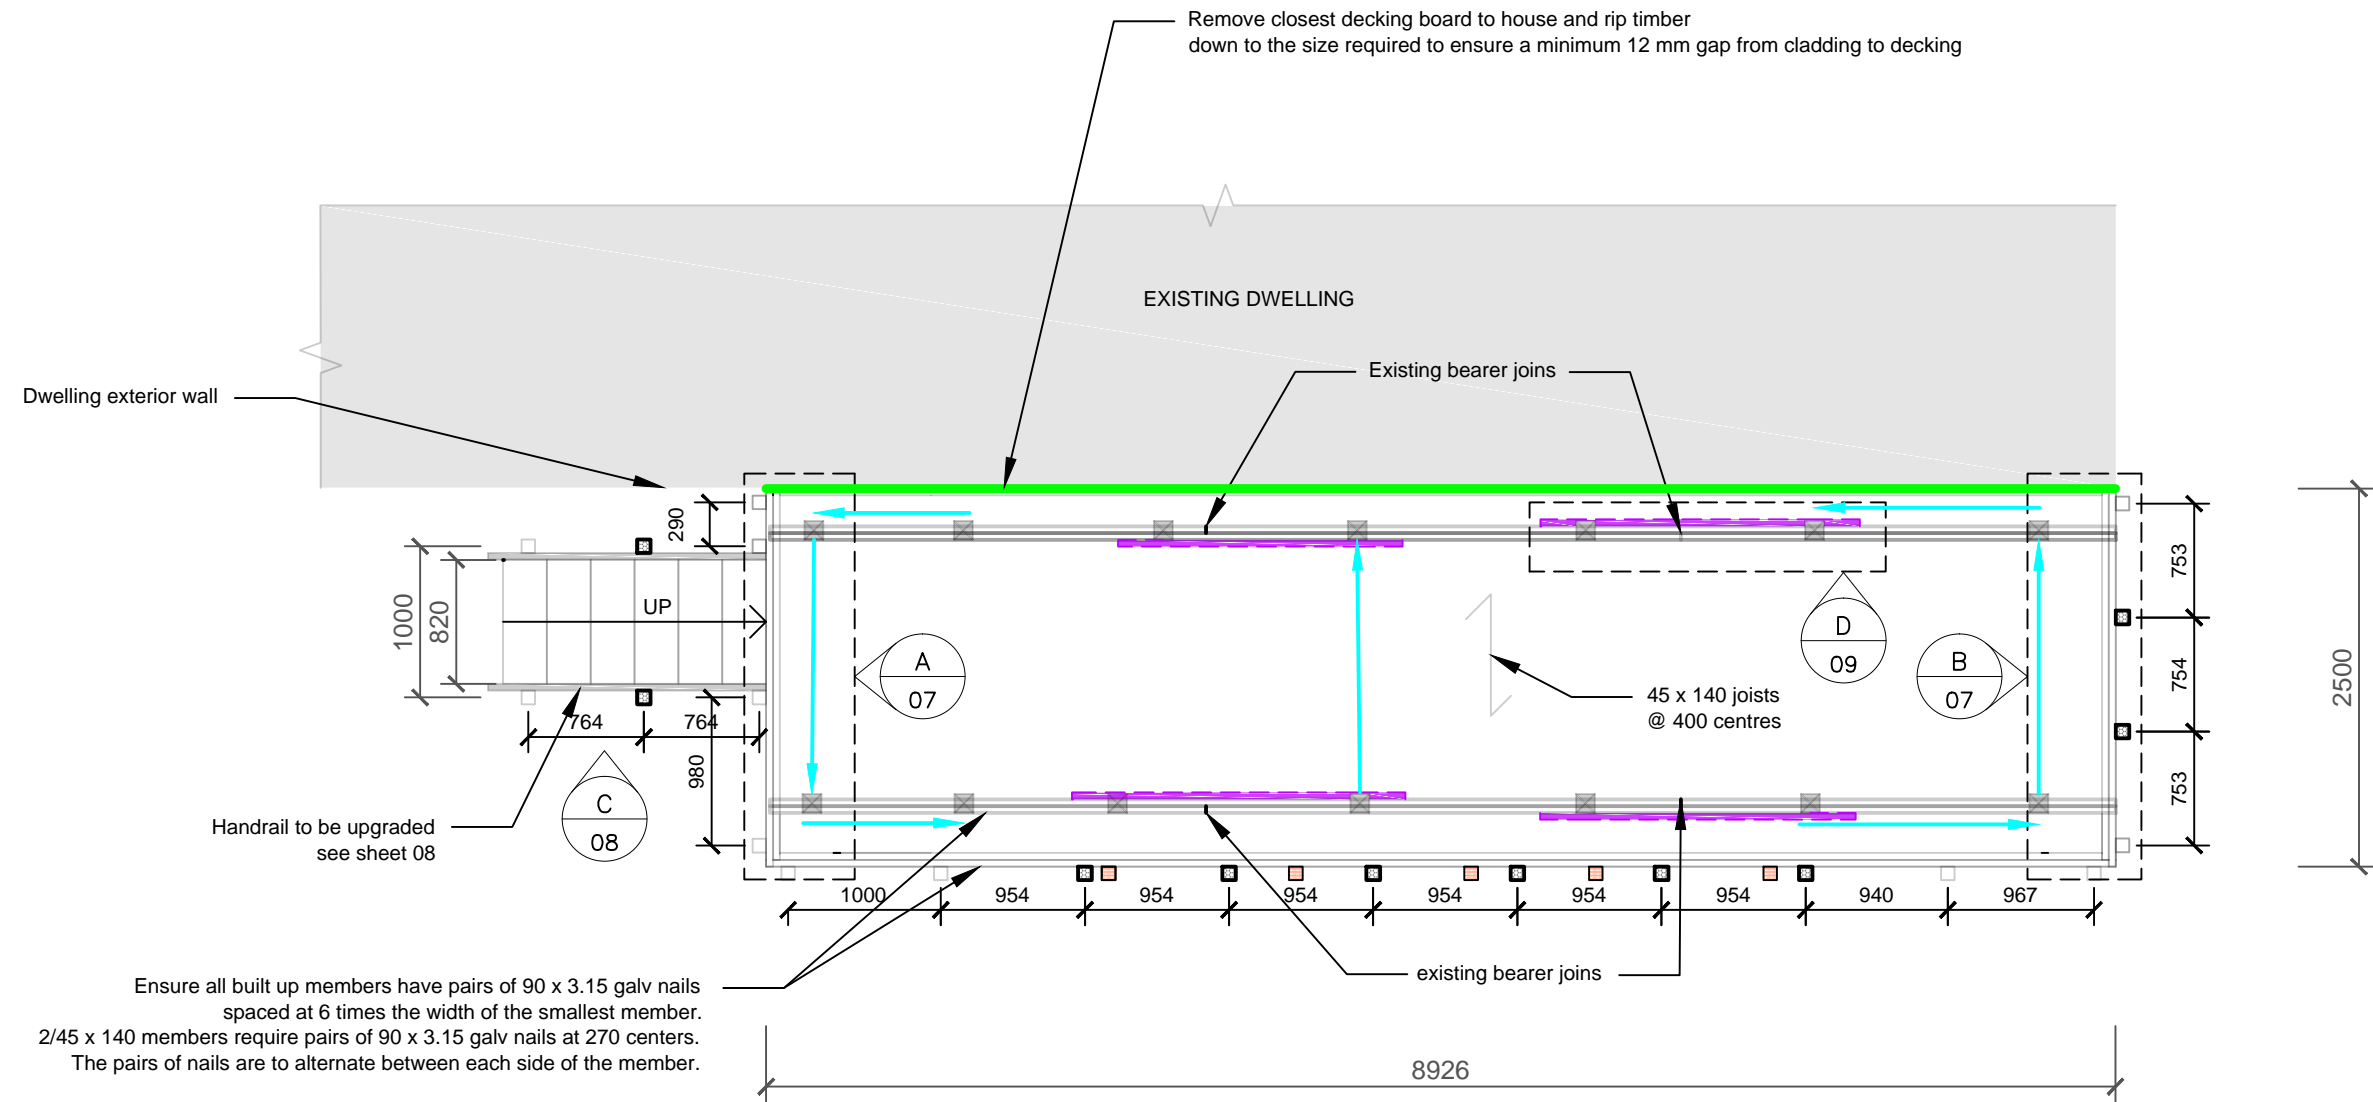 Remove closest decking board to house and rip timber
down to the size required to ensure a minimum 12 mm gap from cladding to decking
EXISTING DWELLING
Existing bearer joins
Dwelling exterior wall
290
1000
820
UP
A
07
D
09
B
07
753
754
753
2500
45 x 140 joists
@ 400 centres
764
764
980
C
08
Handrail to be upgraded
see sheet 08
1000
954
954
954
954
954
954
940
967
existing bearer joins
Ensure all built up members have pairs of 90 x 3.15 galv nails
spaced at 6 times the width of the smallest member.
2/45 x 140 members require pairs of 90 x 3.15 galv nails at 270 centers.
The pairs of nails are to alternate between each side of the member.
8926